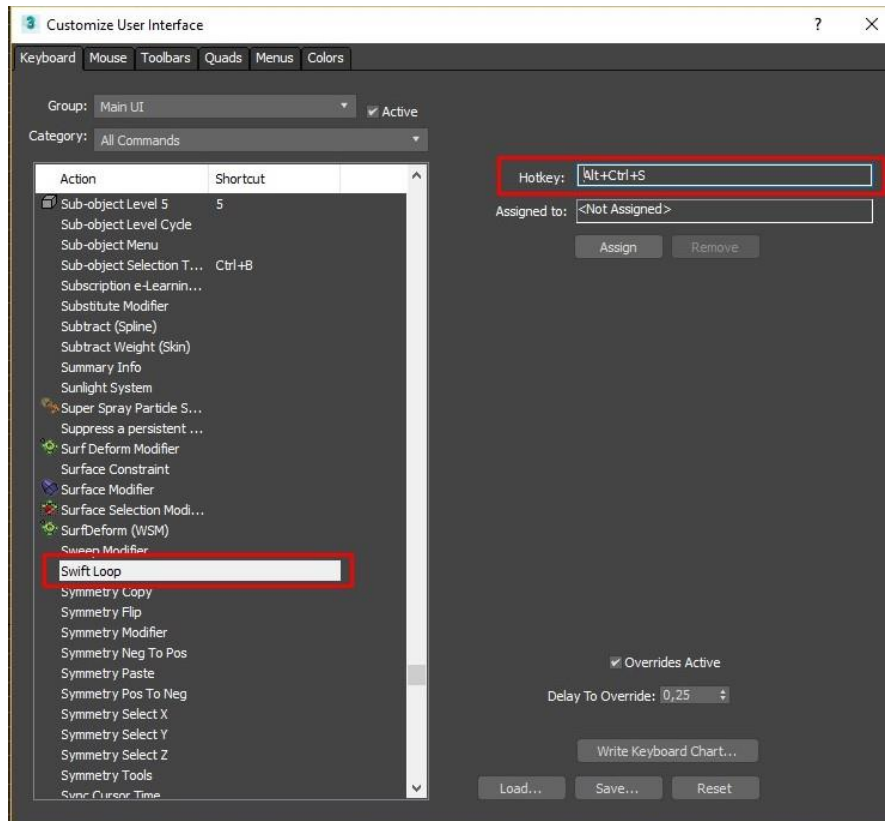 3 Customize User Interface ? ×
Keyboard Mouse Toolbars Quads Menus Colors
Group: Main UI Active
Category: All Commands
Action Shortcut
Hotkey: Alt+Ctrl+S
Assigned to: <Not Assigned>
Assign Remove
Sub-object Level 5 5
Sub-object Level Cycle
Sub-object Menu
Sub-object Selection T... Ctrl+B
Subscription e-Learnin...
Substitute Modifier
Subtract (Spline)
Subtract Weight (Skin)
Summary Info
Sunlight System
Super Spray Particle S...
Suppress a persistent ...
Surf Deform Modifier
Surface Constraint
Surface Modifier
Surface Selection Modi...
SurfDeform (WSM)
Sweep Modifier
Swift Loop
Symmetry Copy
Symmetry Flip
Symmetry Modifier
Symmetry Neg To Pos
Symmetry Paste
Symmetry Pos To Neg
Symmetry Select X
Symmetry Select Y
Symmetry Select Z
Symmetry Tools
Sync Cursor Time
Overrides Active
Delay To Override: 0,25
Write Keyboard Chart...
Load... Save... Reset